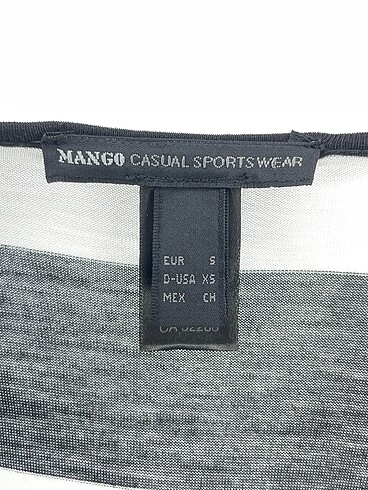 MANGO CASUAL SPORTSWEAR
EUR S
D-USA XS
MEX CH